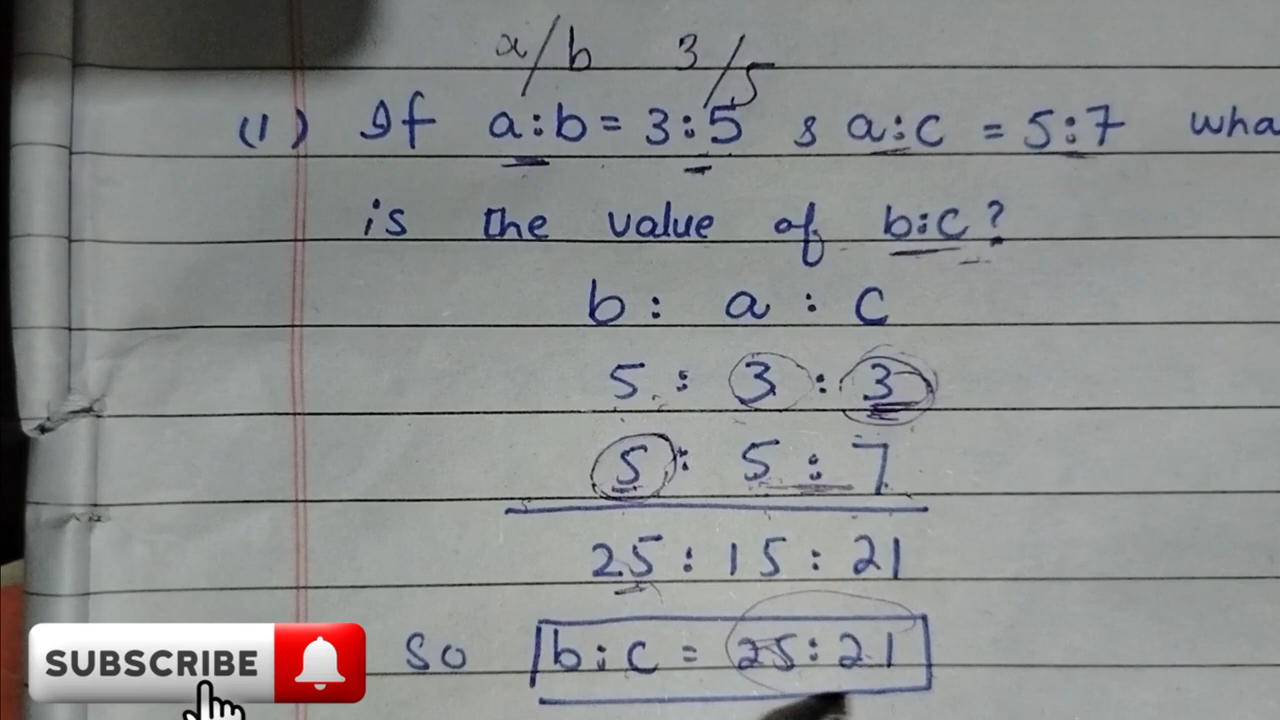 a/b 3/5
(1) If a:b = 3:5 & a:c = 5:7 wha
is the value of b:c?
b : a : c
5 : 3 : 3
5 : 5 : 7
25 : 15 : 21
So b:c = 25:21
SUBSCRIBE